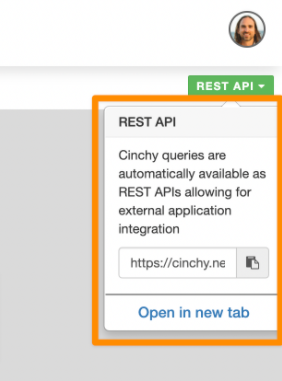 REST API
REST API
Cinchy queries are
automatically available as
REST APIs allowing for
external application
integration
https://cinchy.ne
Open in new tab